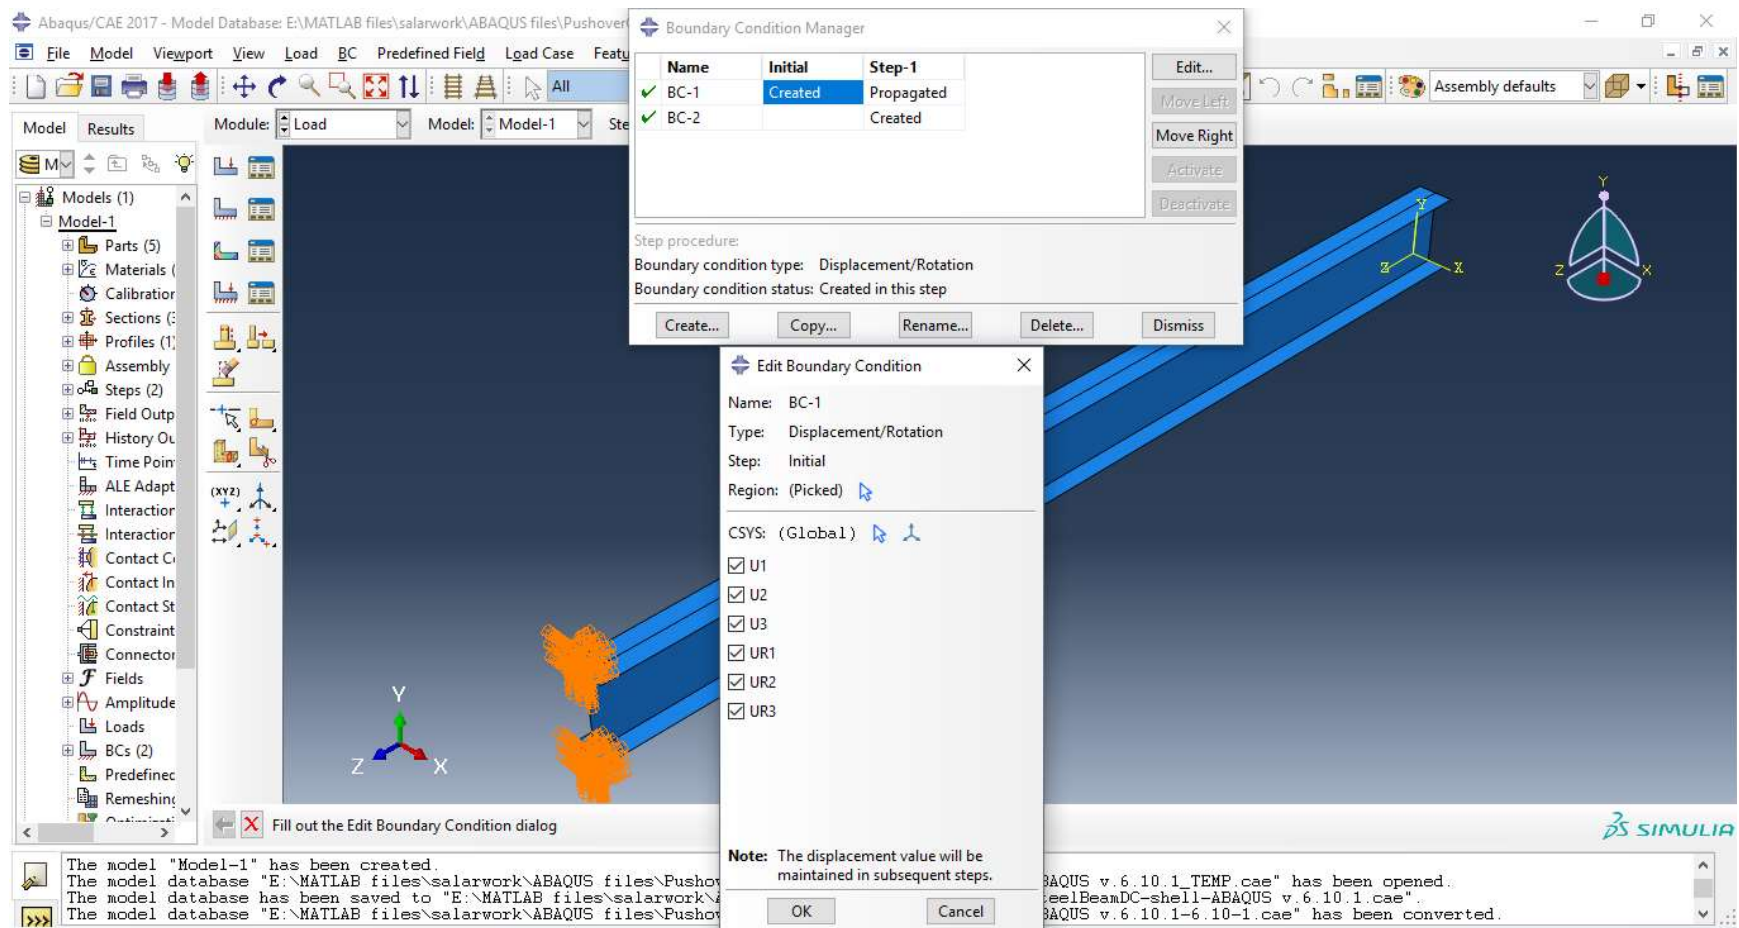 Abaqus/CAE 2017 - Model Database: E:\MATLAB files\salarwork\ABAQUS files\Pushover
File Model Viewport View Load BC Predefined Field Load Case Featu
All
Assembly defaults
Model Results
Module: Load Model: Model-1 Ste
M
Models (1)
Model-1
Parts (5)
Materials (
Calibration
Sections (3
Profiles (1)
Assembly
Steps (2)
Field Outp
History Ou
Time Poin
ALE Adapt
Interaction
Interaction
Contact Co
Contact In
Contact St
Constraint
Connector
Fields
Amplitude
Loads
BCs (2)
Predefined
Remeshing
(XYZ)
Boundary Condition Manager
Name Initial Step-1
BC-1 Created Propagated
BC-2 Created
Edit...
Move Left
Move Right
Activate
Deactivate
Step procedure:
Boundary condition type: Displacement/Rotation
Boundary condition status: Created in this step
Create... Copy... Rename... Delete... Dismiss
Edit Boundary Condition
Name: BC-1
Type: Displacement/Rotation
Step: Initial
Region: (Picked)
CSYS: (Global)
U1
U2
U3
UR1
UR2
UR3
Note: The displacement value will be
maintained in subsequent steps.
OK Cancel
Y
Z X
Y
Z X
Y
Z X
Fill out the Edit Boundary Condition dialog
SIMULIA
The model "Model-1" has been created.
The model database "E:\MATLAB files\salarwork\ABAQUS files\Pushov BAQUS v.6.10.1_TEMP.cae" has been opened.
The model database has been saved to "E:\MATLAB files\salarwork\A eelBeamDC-shell-ABAQUS v.6.10.1.cae".
The model database "E:\MATLAB files\salarwork\ABAQUS files\Pushov BAQUS v.6.10.1-6.10-1.cae" has been converted.
>>>